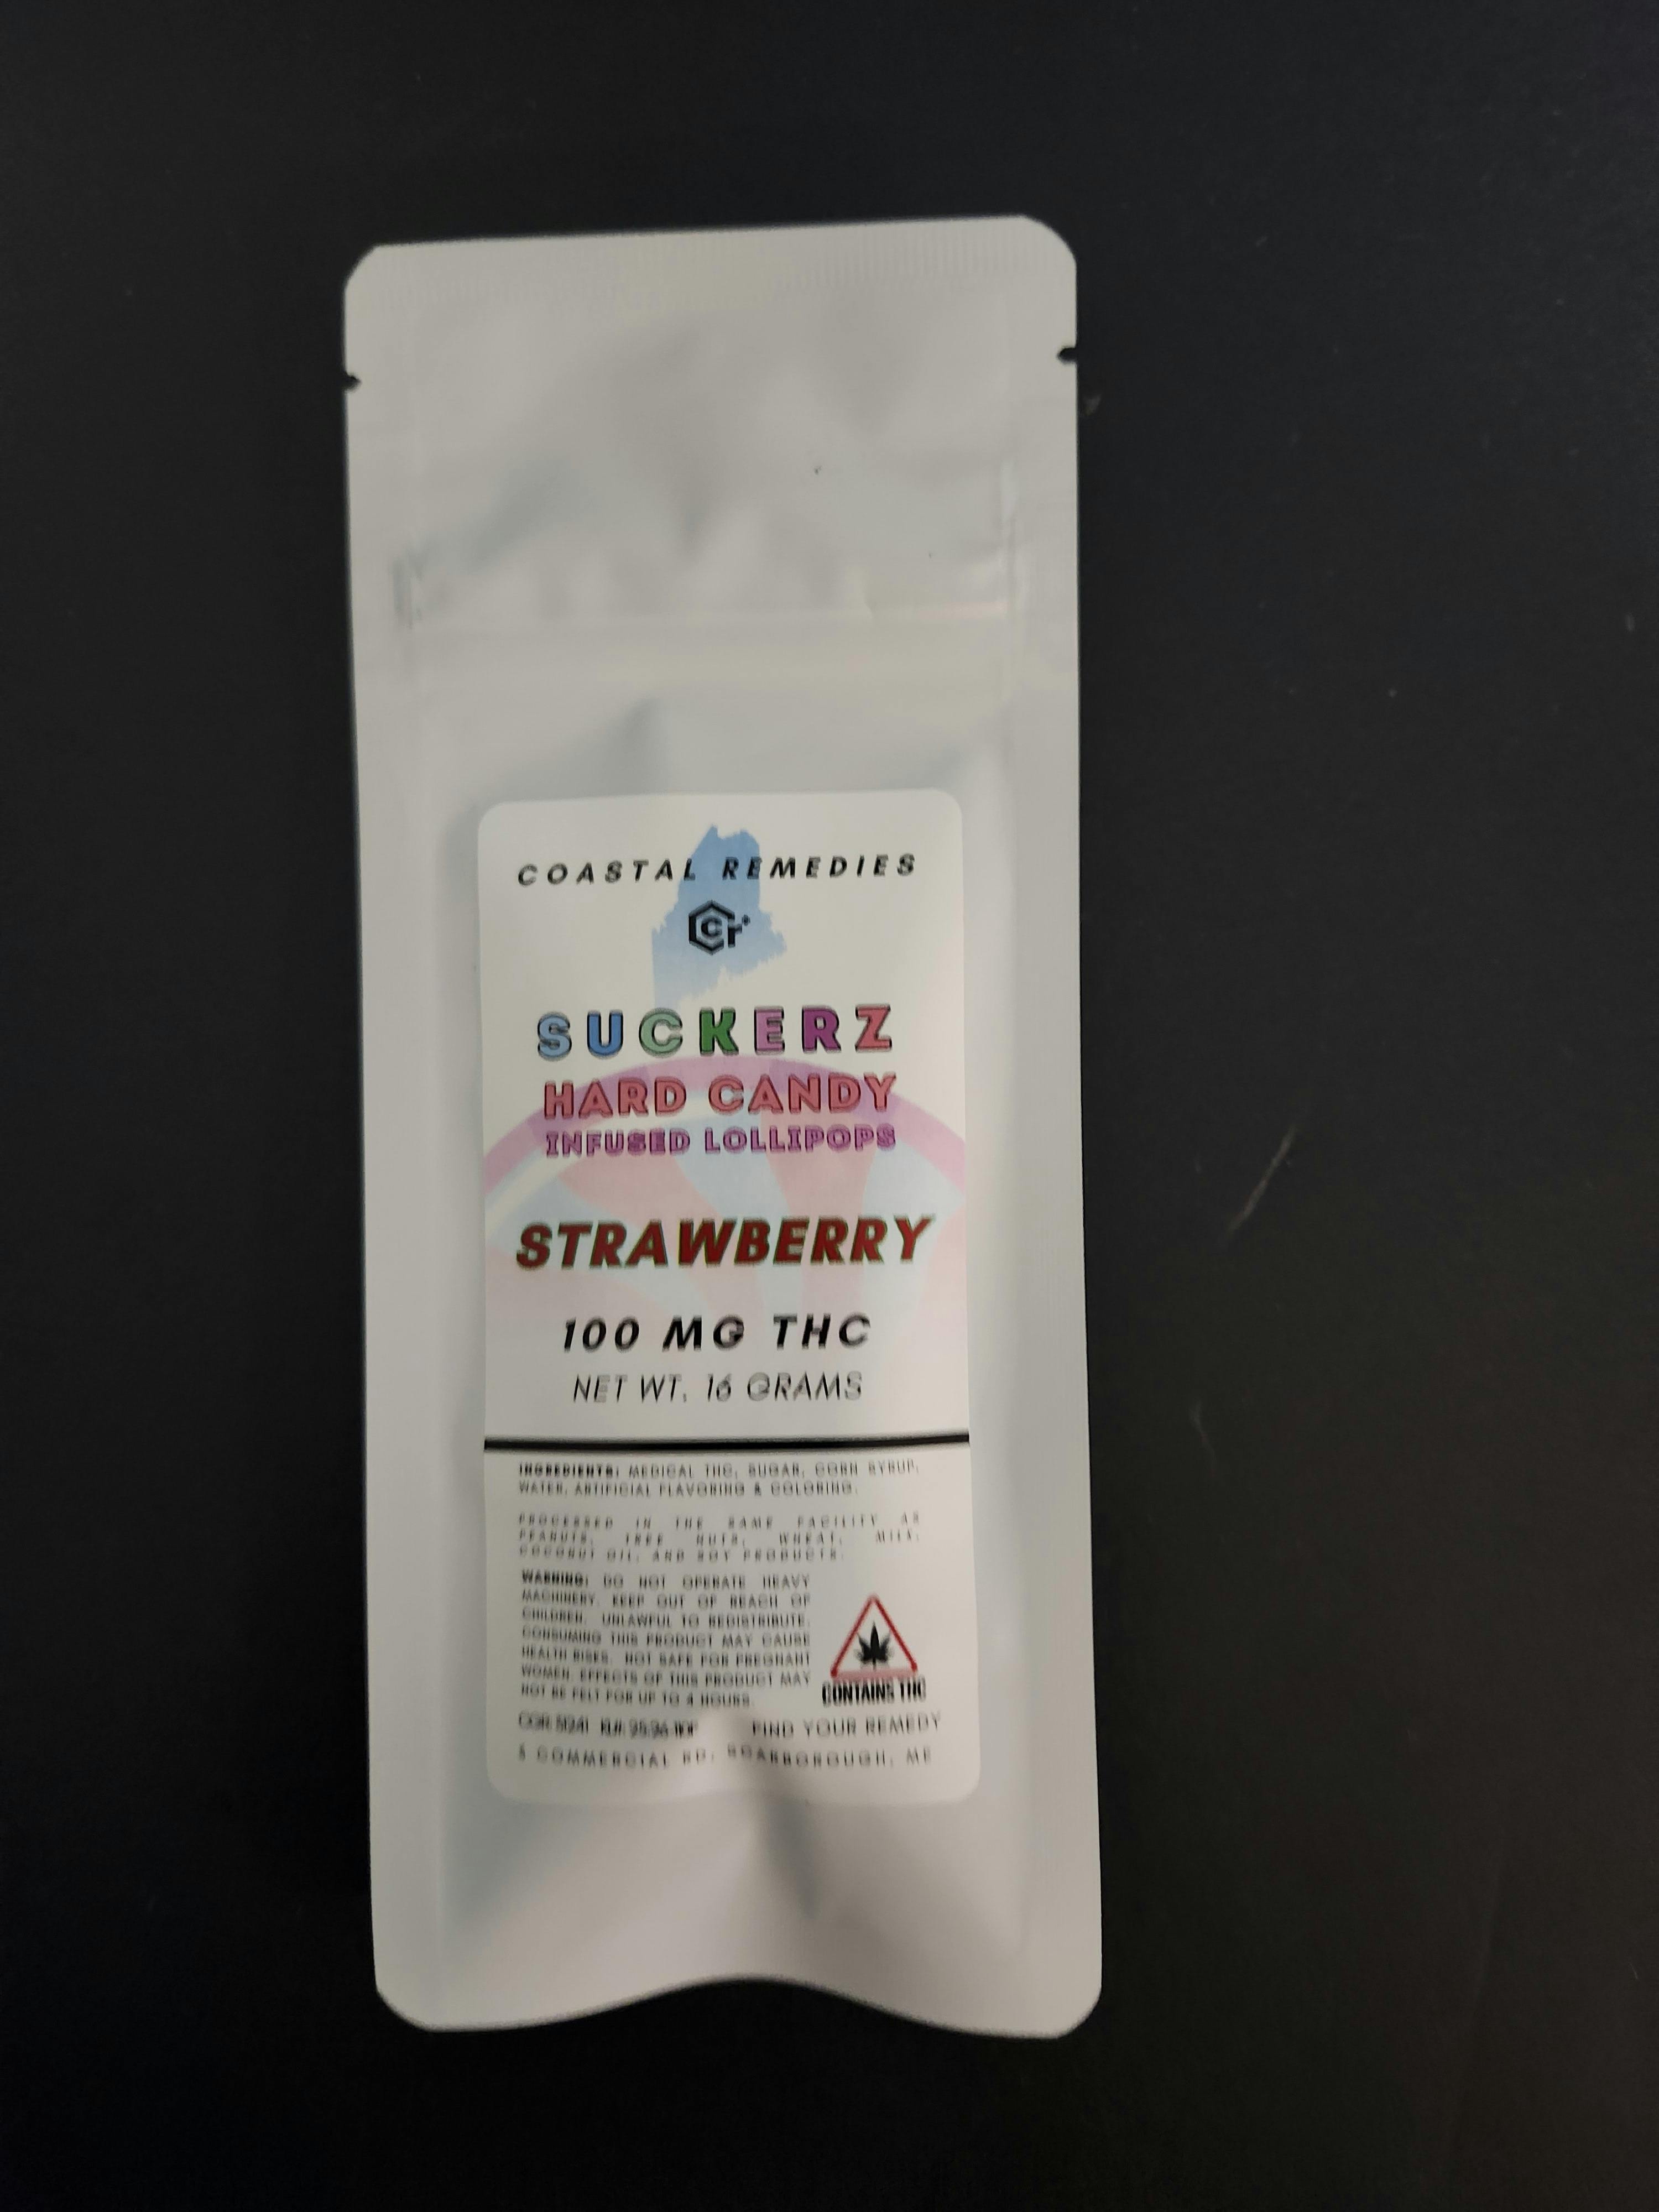 COASTAL REMEDIES
Cr+
SUCKERZ
HARD CANDY
INFUSED LOLLIPOPS
STRAWBERRY
100 MG THC
NET WT. 16 GRAMS
INGREDIENTS: MEDICAL THC, SUGAR, CORN SYRUP,
WATER, ARTIFICIAL FLAVORING & COLORING.
PROCESSED IN THE SAME FACILITY AS
PEANUTS, TREE NUTS, WHEAT, MILK,
COCONUT OIL, AND SOY PRODUCTS.
WARNING: DO NOT OPERATE HEAVY
MACHINERY. KEEP OUT OF REACH OF
CHILDREN. UNLAWFUL TO REDISTRIBUTE.
CONSUMING THIS PRODUCT MAY CAUSE
HEALTH RISKS. NOT SAFE FOR PREGNANT
WOMEN. EFFECTS OF THIS PRODUCT MAY
NOT BE FELT FOR UP TO 4 HOURS.
CONTAINS THC
FIND YOUR REMEDY
5 COMMERCIAL RD, SCARBOROUGH, ME